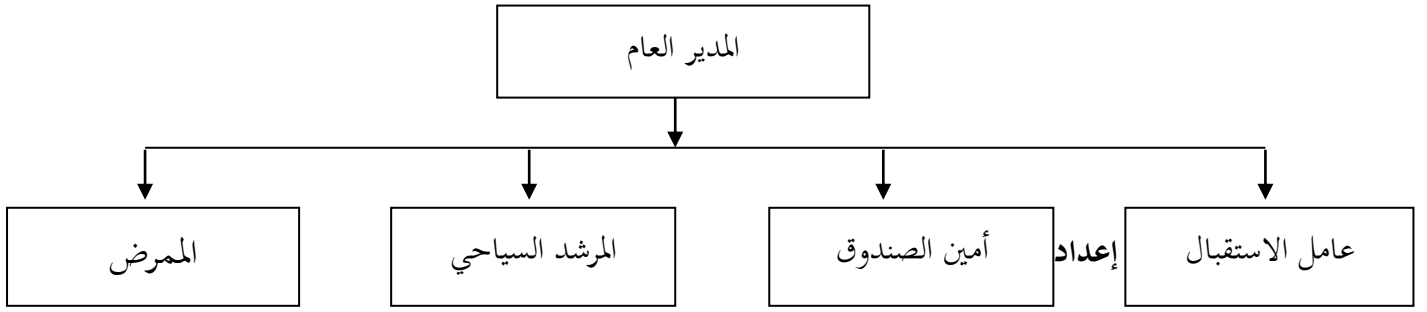 المدير العام
عامل الاستقبال
إعداد
أمين الصندوق
المرشد السياحي
الممرض